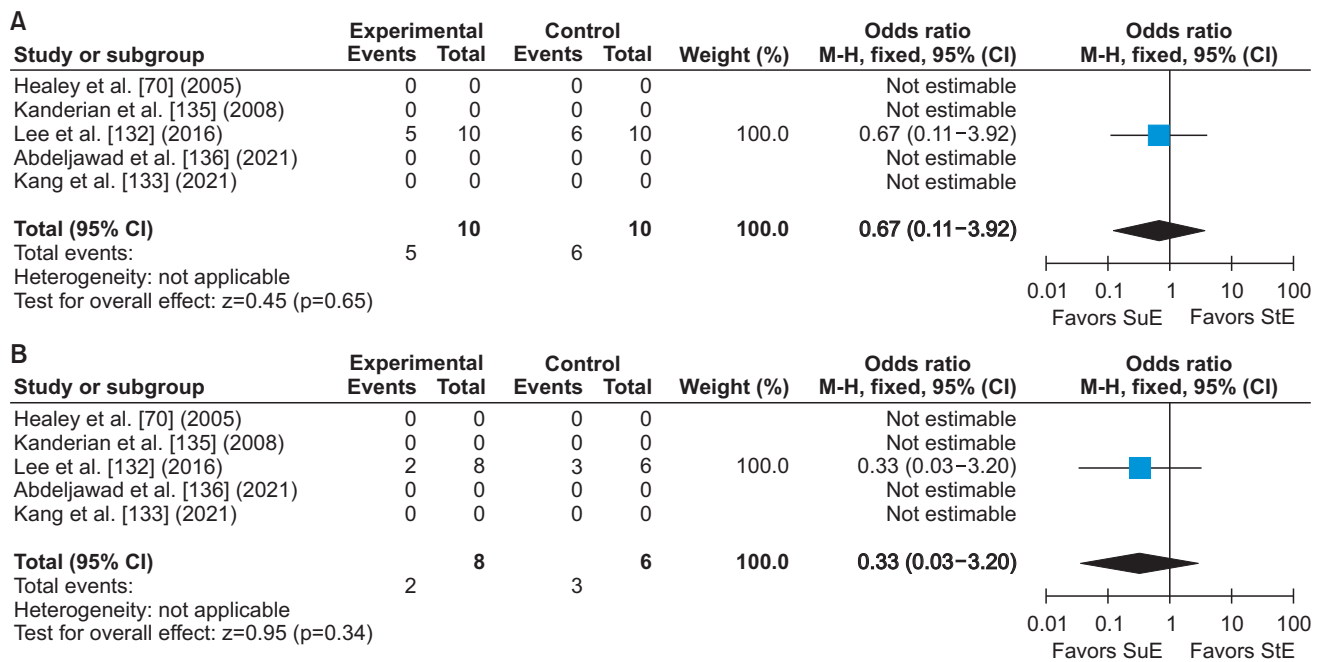 A
Experimental Control Odds ratio Odds ratio
Study or subgroup Events Total Events Total Weight (%) M-H, fixed, 95% (CI) M-H, fixed, 95% (CI)
Healey et al. [70] (2005) 0 0 0 0 Not estimable
Kanderian et al. [135] (2008) 0 0 0 0 Not estimable
Lee et al. [132] (2016) 5 10 6 10 100.0 0.67 (0.11−3.92)
Abdeljawad et al. [136] (2021) 0 0 0 0 Not estimable
Kang et al. [133] (2021) 0 0 0 0 Not estimable
Total (95% CI) 10 10 100.0 0.67 (0.11−3.92)
Total events: 5 6
Heterogeneity: not applicable
Test for overall effect: z=0.45 (p=0.65)
0.01 0.1 1 10 100
Favors SuE Favors StE
B
Experimental Control Odds ratio Odds ratio
Study or subgroup Events Total Events Total Weight (%) M-H, fixed, 95% (CI) M-H, fixed, 95% (CI)
Healey et al. [70] (2005) 0 0 0 0 Not estimable
Kanderian et al. [135] (2008) 0 0 0 0 Not estimable
Lee et al. [132] (2016) 2 8 3 6 100.0 0.33 (0.03−3.20)
Abdeljawad et al. [136] (2021) 0 0 0 0 Not estimable
Kang et al. [133] (2021) 0 0 0 0 Not estimable
Total (95% CI) 8 6 100.0 0.33 (0.03−3.20)
Total events: 2 3
Heterogeneity: not applicable
Test for overall effect: z=0.95 (p=0.34)
0.01 0.1 1 10 100
Favors SuE Favors StE